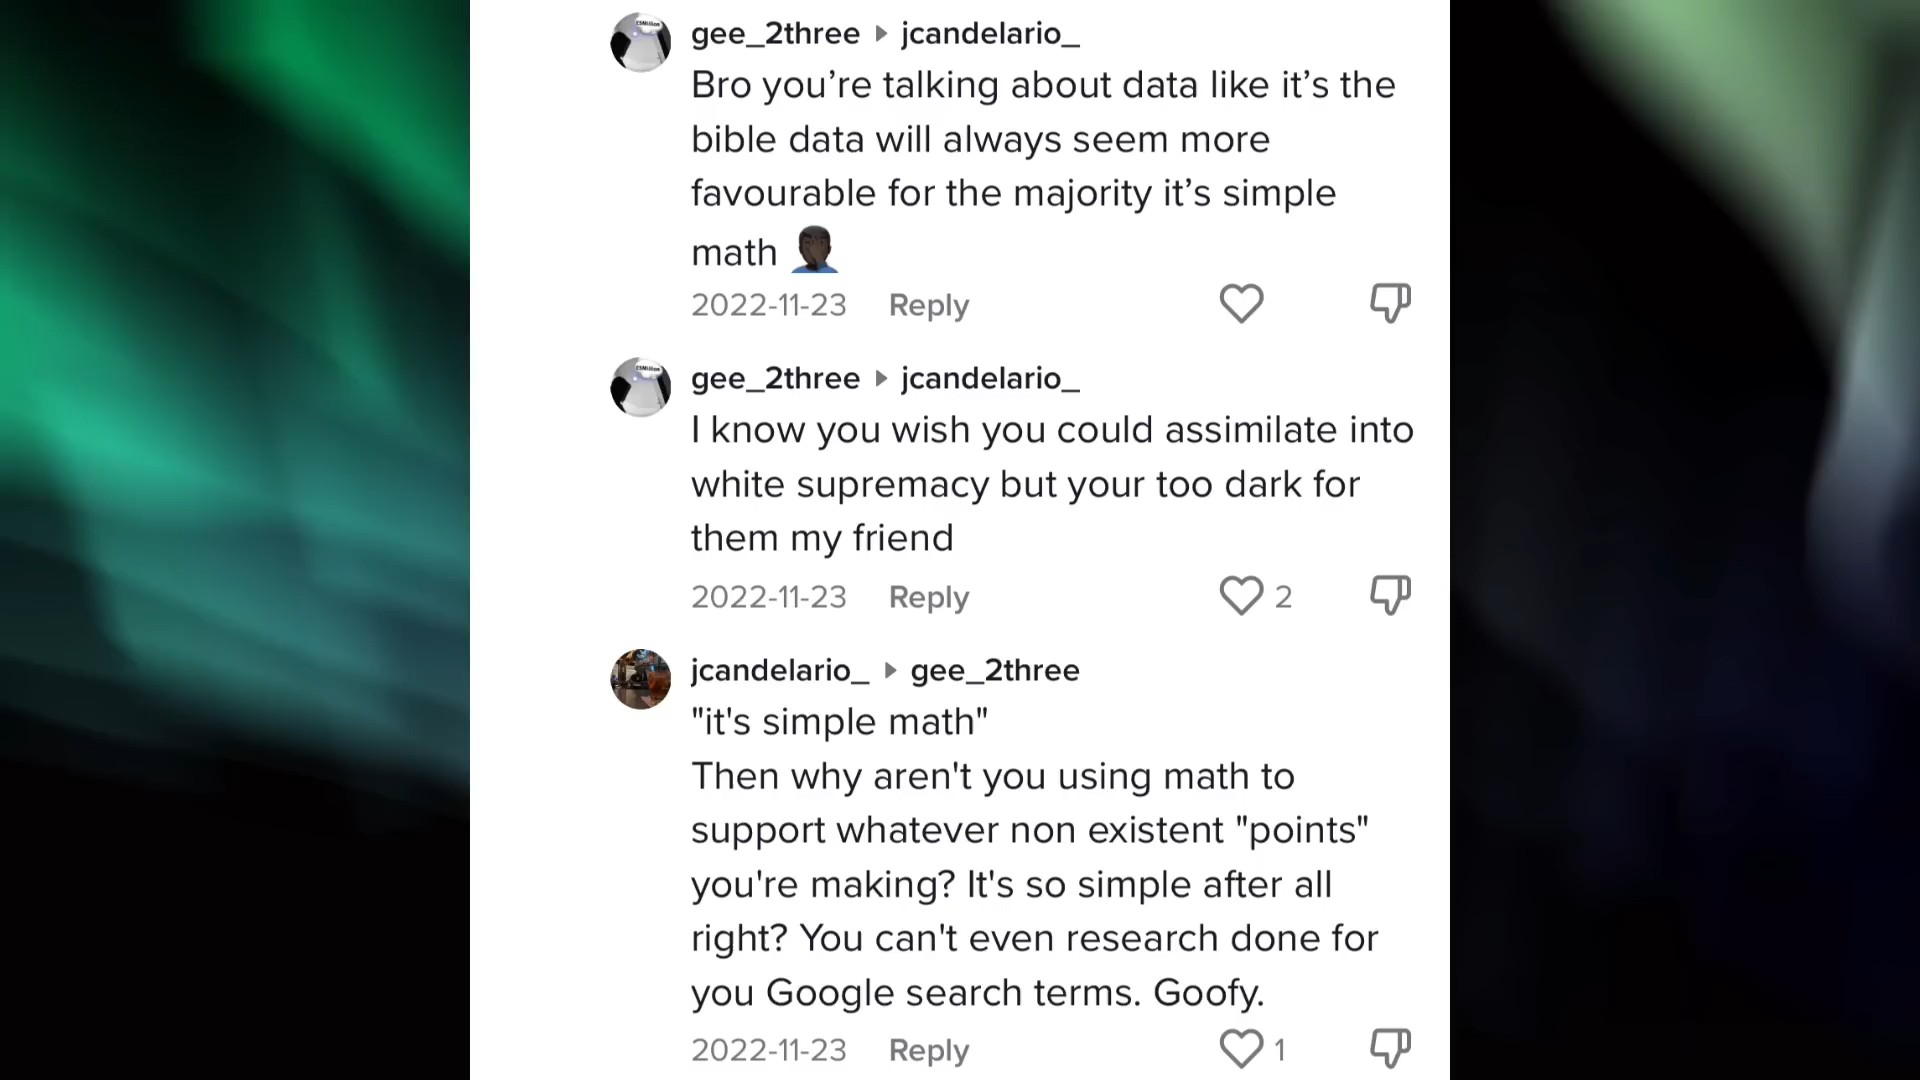 gee_2three ▸ jcandelario_
Bro you’re talking about data like it’s the
bible data will always seem more
favourable for the majority it’s simple
math 🤦🏿‍♂️
2022-11-23 Reply
gee_2three ▸ jcandelario_
I know you wish you could assimilate into
white supremacy but your too dark for
them my friend
2022-11-23 Reply 2
jcandelario_ ▸ gee_2three
"it's simple math"
Then why aren't you using math to
support whatever non existent "points"
you're making? It's so simple after all
right? You can't even research done for
you Google search terms. Goofy.
2022-11-23 Reply 1